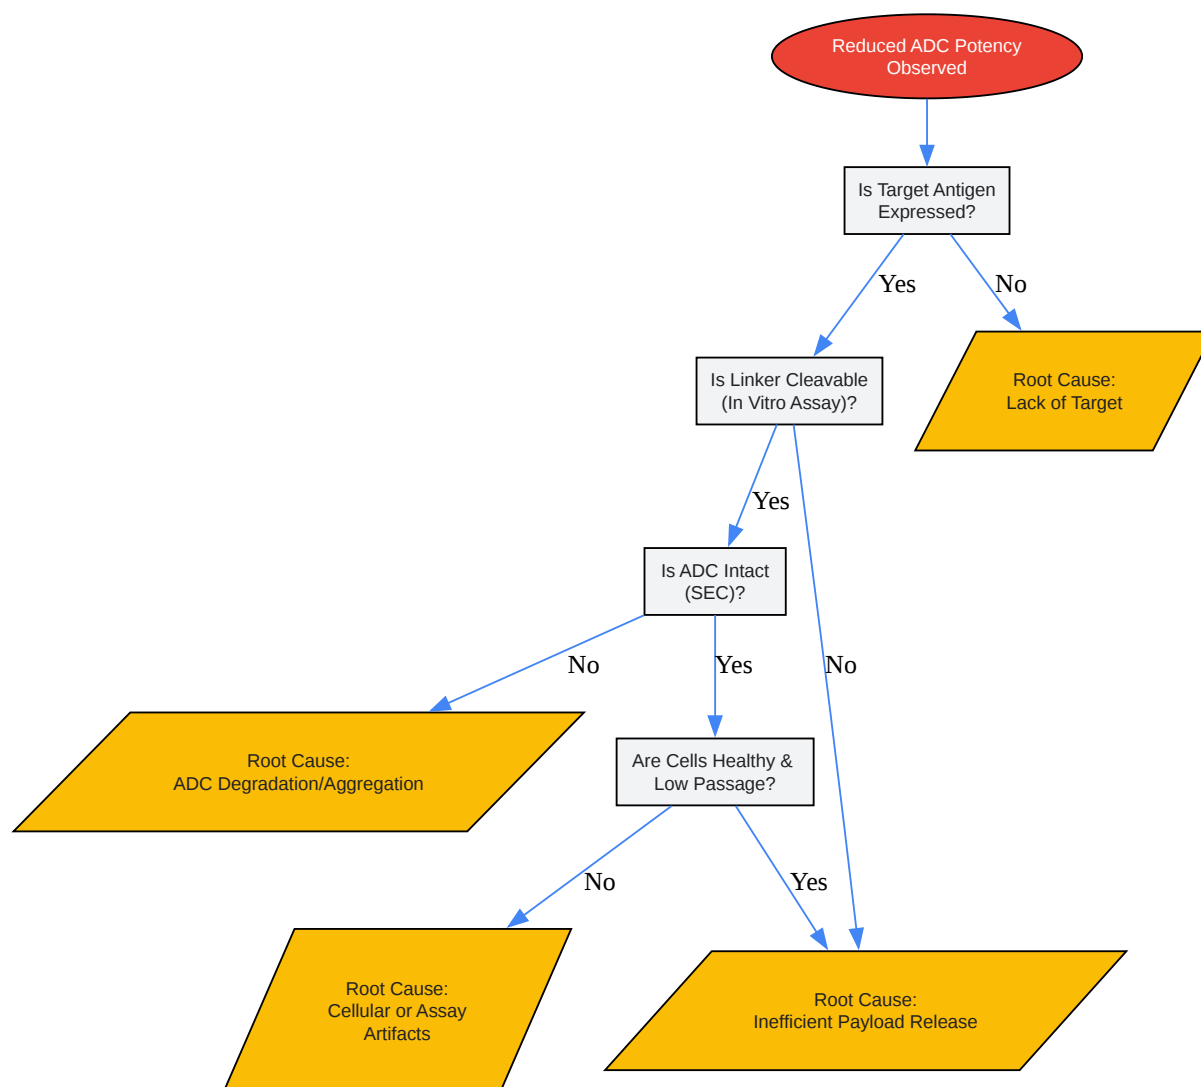 Reduced ADC Potency
Observed
Is Target Antigen
Expressed?
Yes
No
Is Linker Cleavable
(In Vitro Assay)?
Root Cause:
Lack of Target
Yes
No
Is ADC Intact
(SEC)?
No
Yes
Root Cause:
ADC Degradation/Aggregation
Are Cells Healthy &
Low Passage?
No
Yes
Root Cause:
Cellular or Assay
Artifacts
Root Cause:
Inefficient Payload Release